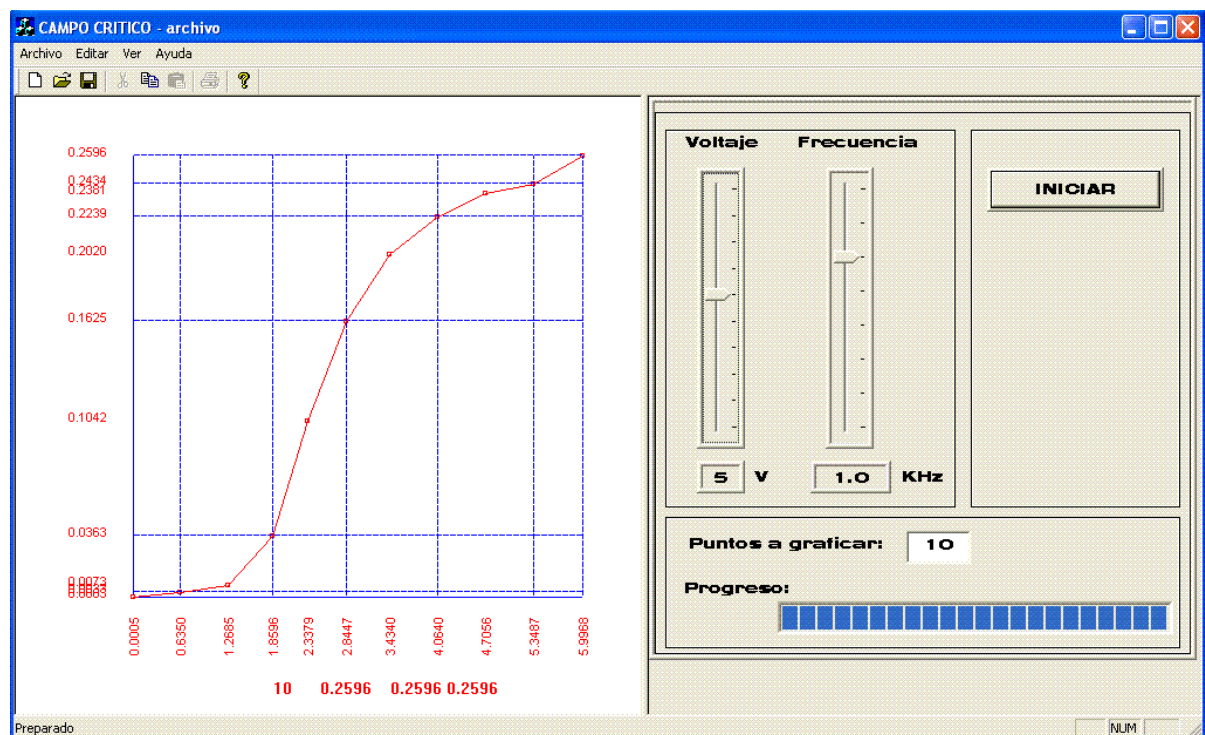 CAMPO CRITICO - archivo
Archivo Editar Ver Ayuda
0.2596
0.2434
0.2381
0.2239
0.2020
0.1625
0.1042
0.0363
0.0073
0.0005 0.6350 1.2685 1.8596 2.3379 2.8447 3.4340 4.0640 4.7056 5.3487 5.9968
10 0.2596 0.2596 0.2596
Voltaje Frecuencia
5 V 1.0 KHz
INICIAR
Puntos a graficar: 10
Progreso:
Preparado
NUM